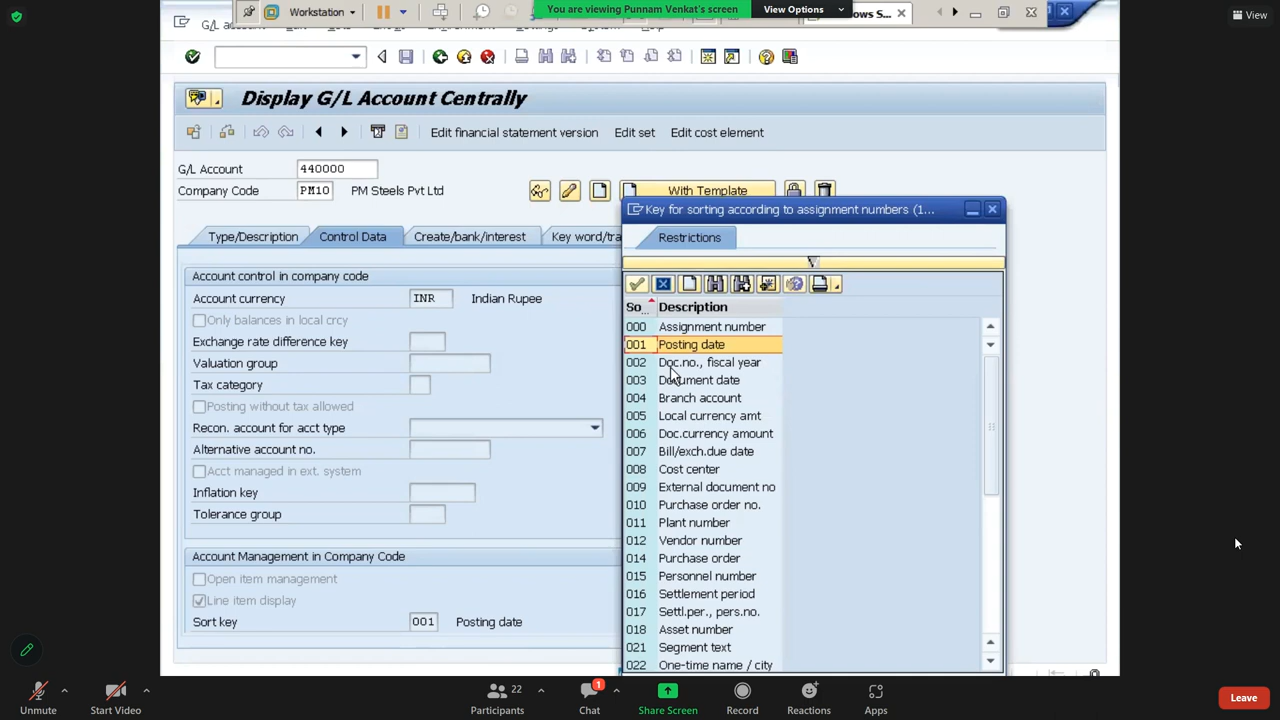 Workstation
You are viewing Punnam Venkat's screen
View Options
View
Display G/L Account Centrally
Edit financial statement version Edit set Edit cost element
G/L Account 440000
Company Code PM10 PM Steels Pvt Ltd
With Template
Key for sorting according to assignment numbers (1...
Type/Description Control Data Create/bank/interest Key word/tra
Restrictions
Account control in company code
Account currency INR Indian Rupee
Only balances in local crcy
Exchange rate difference key
Valuation group
Tax category
Posting without tax allowed
Recon. account for acct type
Alternative account no.
Acct managed in ext. system
Inflation key
Tolerance group
Account Management in Company Code
Open item management
Line item display
Sort key 001 Posting date
So... Description
000 Assignment number
001 Posting date
002 Doc.no., fiscal year
003 Document date
004 Branch account
005 Local currency amt
006 Doc.currency amount
007 Bill/exch.due date
008 Cost center
009 External document no
010 Purchase order no.
011 Plant number
012 Vendor number
014 Purchase order
015 Personnel number
016 Settlement period
017 Settl.per., pers.no.
018 Asset number
021 Segment text
022 One-time name / city
Unmute
Start Video
22
Participants
1
Chat
Share Screen
Record
Reactions
Apps
Leave